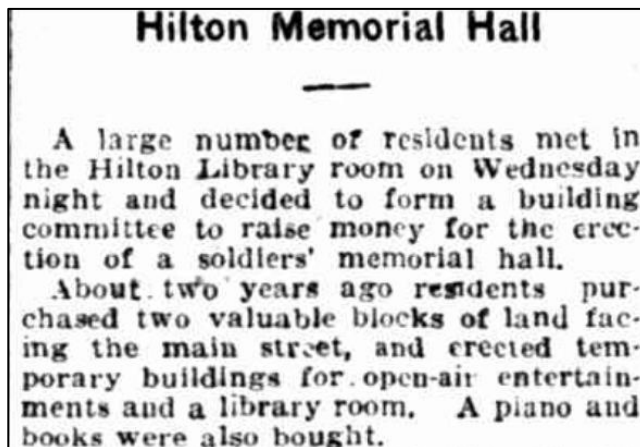 Hilton Memorial Hall
A large number of residents met in
the Hilton Library room on Wednesday
night and decided to form a building
committee to raise money for the erec-
tion of a soldiers' memorial hall.
About two years ago residents pur-
chased two valuable blocks of land fac-
ing the main street, and erected tem-
porary buildings for open-air entertain-
ments and a library room. A piano and
books were also bought.